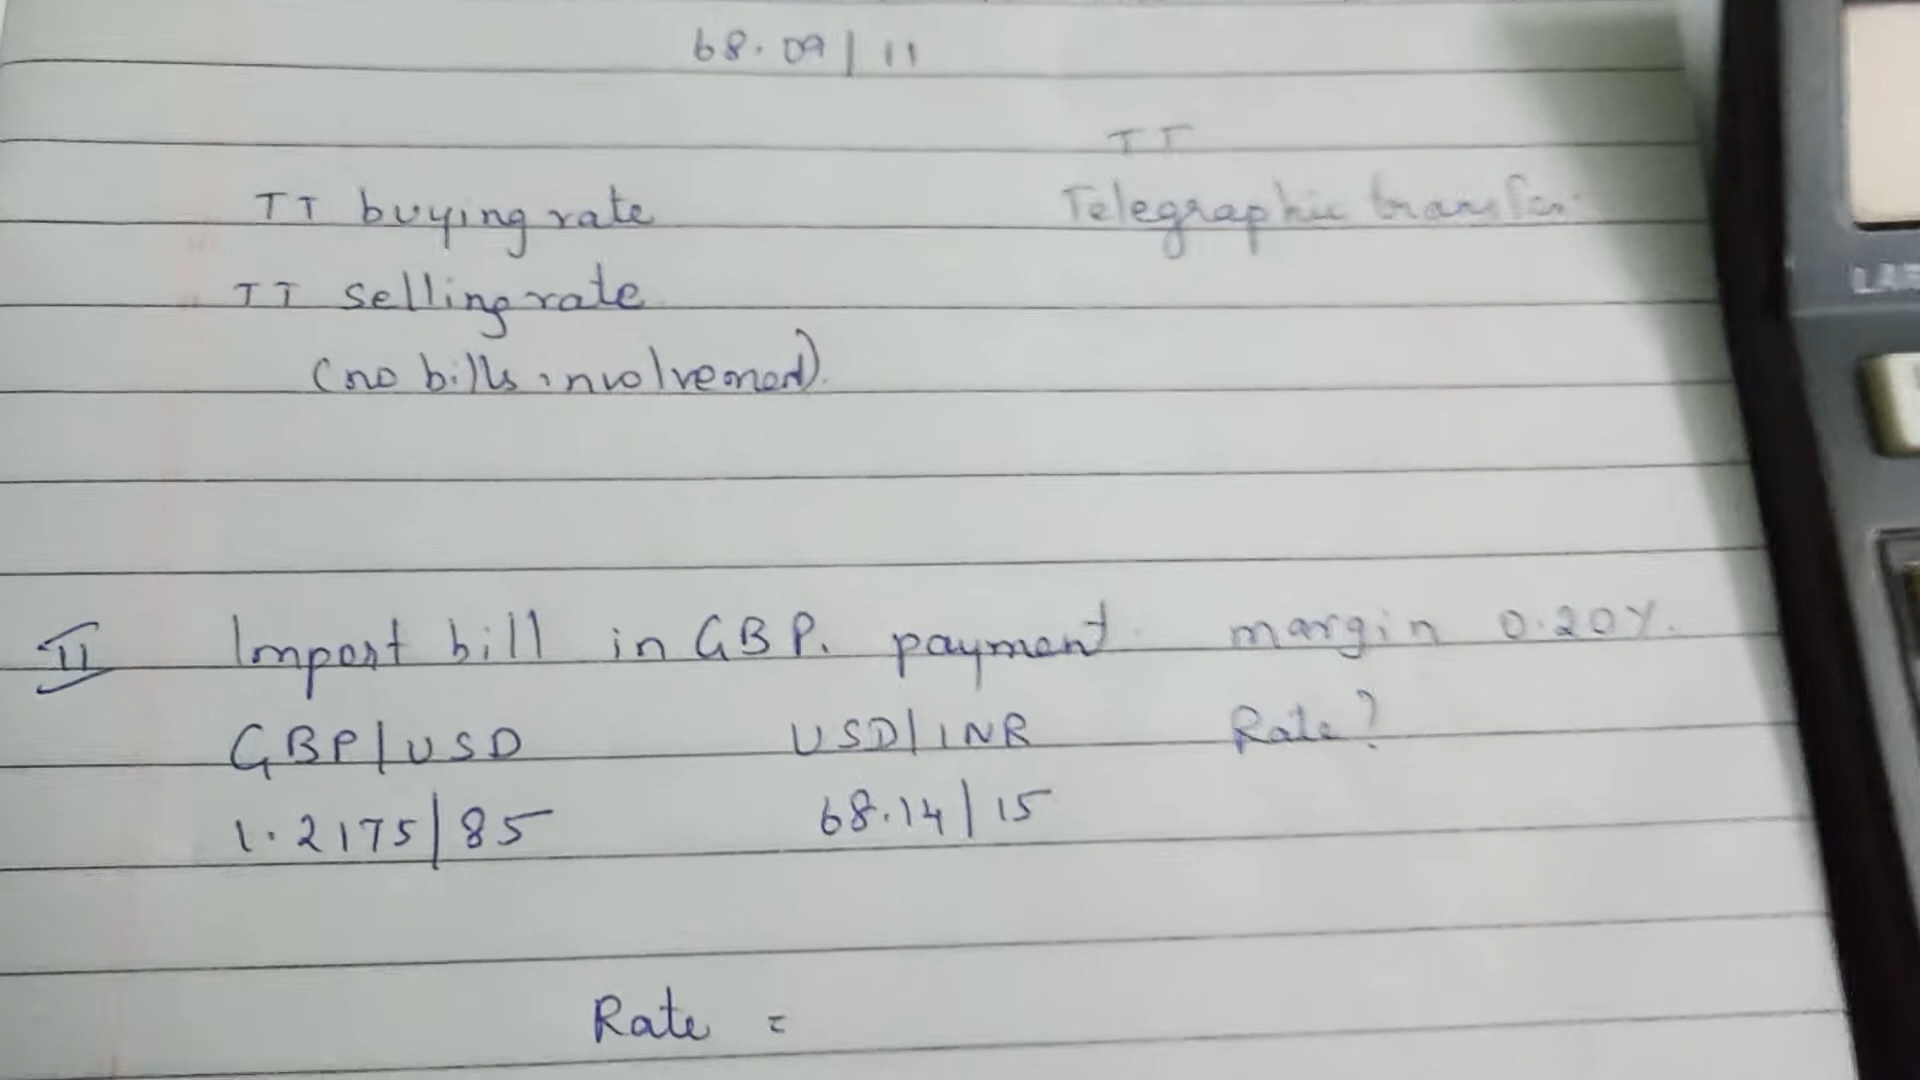 68.09/11
TT
TT buying rate
Telegraphic transfer
TT selling rate
(no bills involvement).
II Import bill in GBP. payment margin 0.20%.
GBP/USD USD/INR Rate?
1.2175/85 68.14/15
Rate =